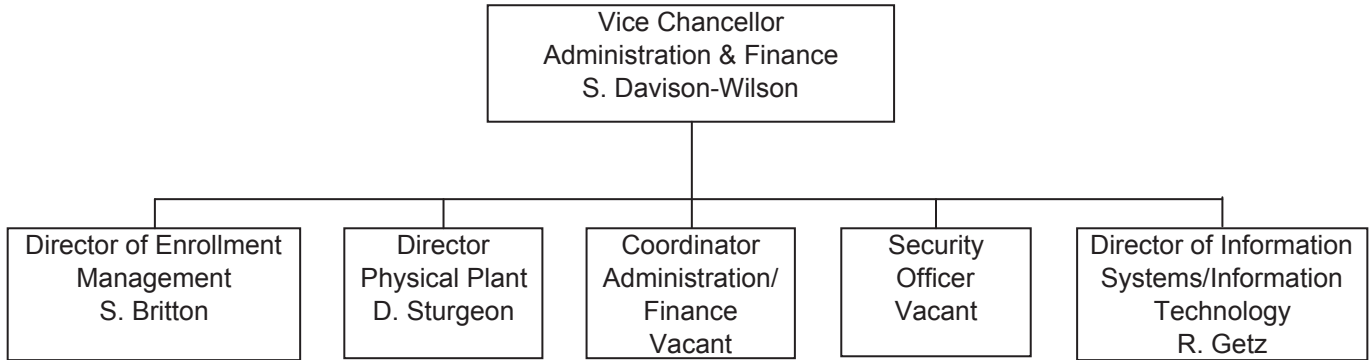 Vice Chancellor
Administration & Finance
S. Davison-Wilson
Director of Enrollment
Management
S. Britton
Director
Physical Plant
D. Sturgeon
Coordinator
Administration/
Finance
Vacant
Security
Officer
Vacant
Director of Information
Systems/Information
Technology
R. Getz